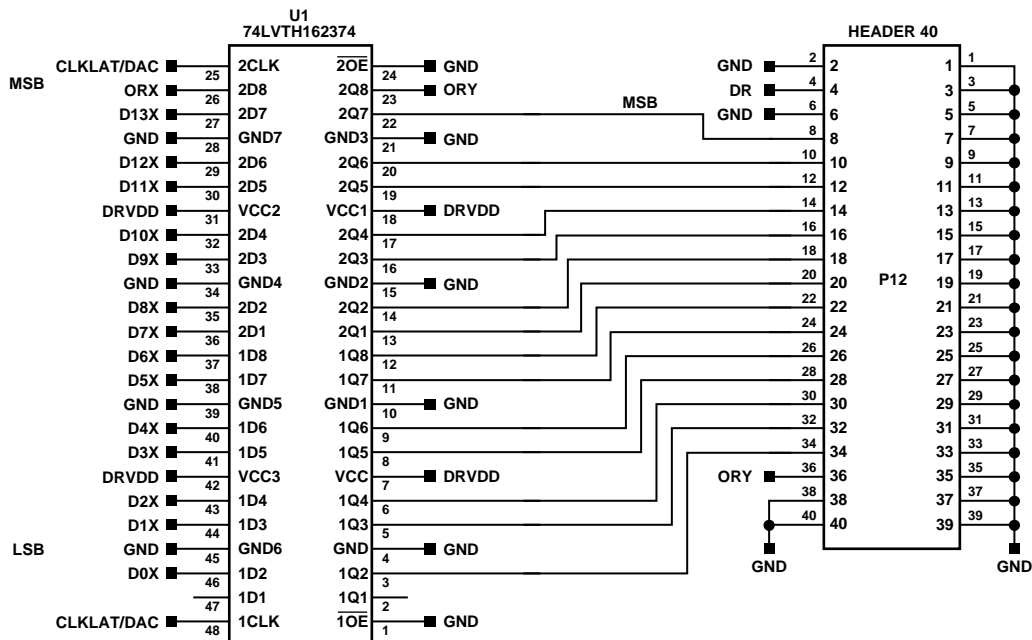 U1
74LVTH162374
HEADER 40
CLKLAT/DAC 25 2CLK 2OE 24 GND
MSB
ORX 26 2D8 2Q8 23 ORY
D13X 27 2D7 2Q7 22 MSB
GND 28 GND7 GND3 21 GND
D12X 29 2D6 2Q6 20
D11X 30 2D5 2Q5 19
DRVDD 31 VCC2 VCC1 18 DRVDD
D10X 32 2D4 2Q4 17
D9X 33 2D3 2Q3 16
GND 34 GND4 GND2 15 GND
D8X 35 2D2 2Q2 14
D7X 36 2D1 2Q1 13
D6X 37 1D8 1Q8 12
D5X 38 1D7 1Q7 11
GND 39 GND5 GND1 10 GND
D4X 40 1D6 1Q6 9
D3X 41 1D5 1Q5 8
DRVDD 42 VCC3 VCC 7 DRVDD
D2X 43 1D4 1Q4 6
D1X 44 1D3 1Q3 5
LSB
GND 45 GND6 GND 4 GND
D0X 46 1D2 1Q2 3
47 1D1 1Q1 2
CLKLAT/DAC 48 1CLK 1OE 1 GND
GND 2 2 1 1
DR 4 4 3 3
GND 6 6 5 5
8 8 7 7
10 10 9 9
12 12 11 11
14 14 13 13
16 16 15 15
18 18 17 17
P12
20 20 19 19
22 22 21 21
24 24 23 23
26 26 25 25
28 28 27 27
30 30 29 29
32 32 31 31
34 34 33 33
ORY 36 36 35 35
38 38 37 37
40 40 39 39
GND
GND